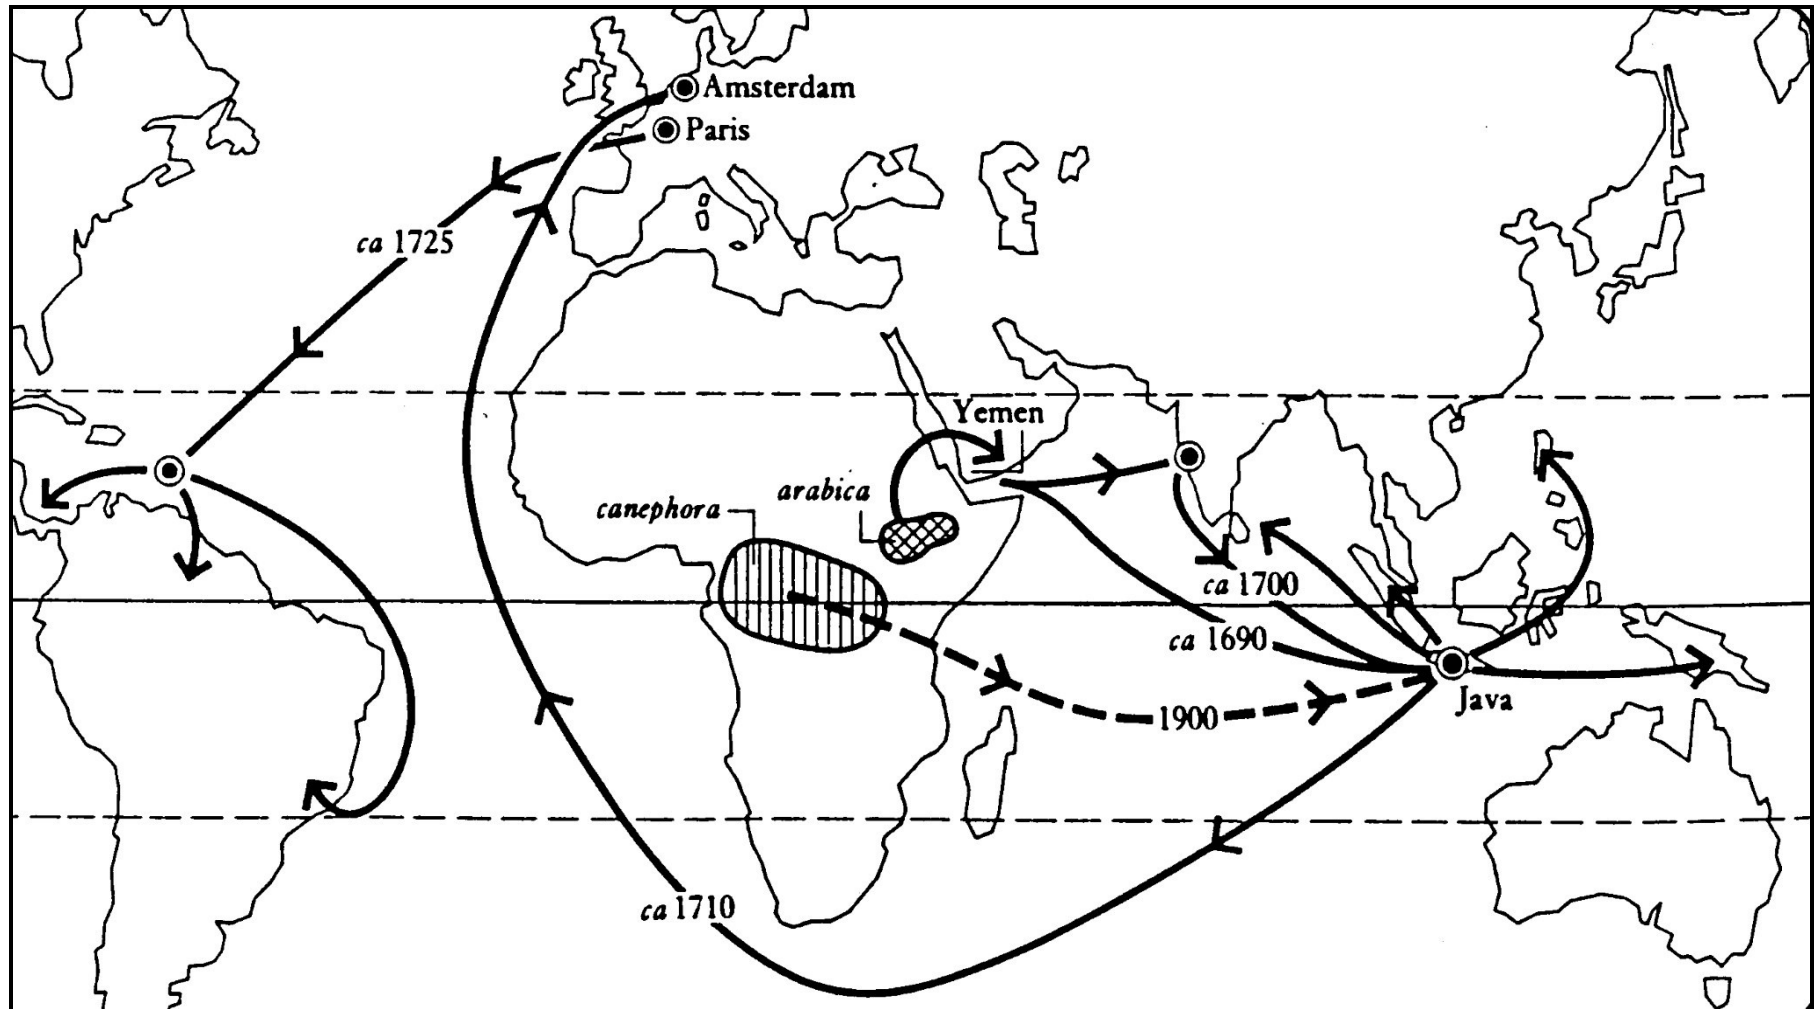 Amsterdam
Paris
ca 1725
Yemen
arabica
canephora
ca 1700
ca 1690
Java
1900
ca 1710